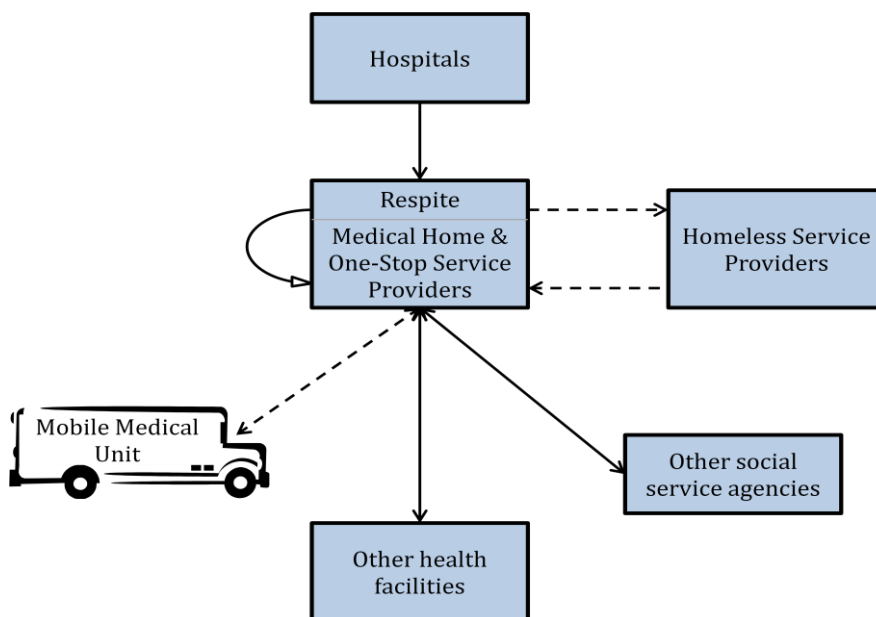 Hospitals
Respite
Medical Home &
One-Stop Service
Providers
Homeless Service
Providers
Mobile Medical
Unit
Other social
service agencies
Other health
facilities